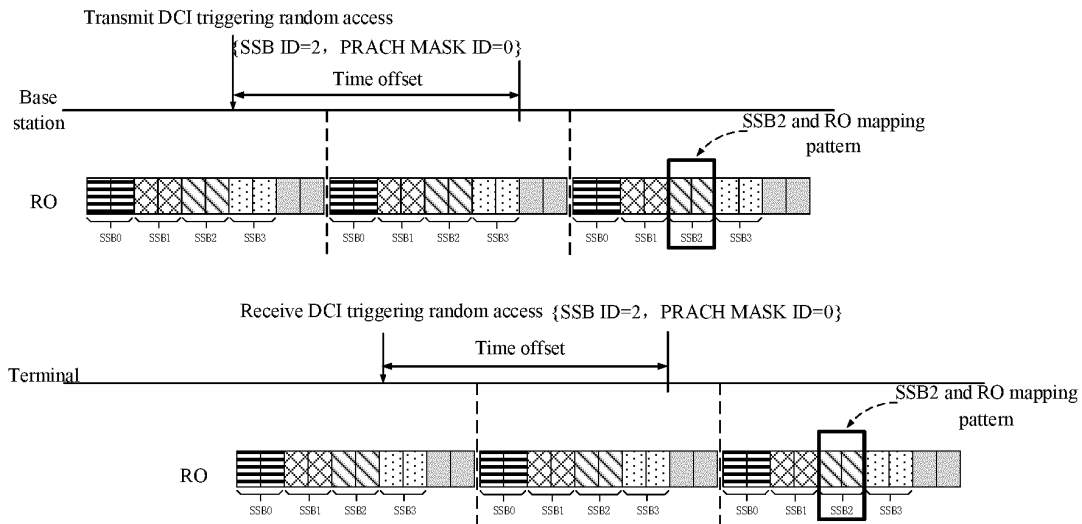 Transmit DCI triggering random access
{SSB ID=2，PRACH MASK ID=0}
Time offset
Base
station
SSB2 and RO mapping
pattern
RO
SSB0 SSB1 SSB2 SSB3 SSB0 SSB1 SSB2 SSB3 SSB0 SSB1 SSB2 SSB3
Receive DCI triggering random access {SSB ID=2，PRACH MASK ID=0}
Time offset
Terminal
SSB2 and RO mapping
pattern
RO
SSB0 SSB1 SSB2 SSB3 SSB0 SSB1 SSB2 SSB3 SSB0 SSB1 SSB2 SSB3